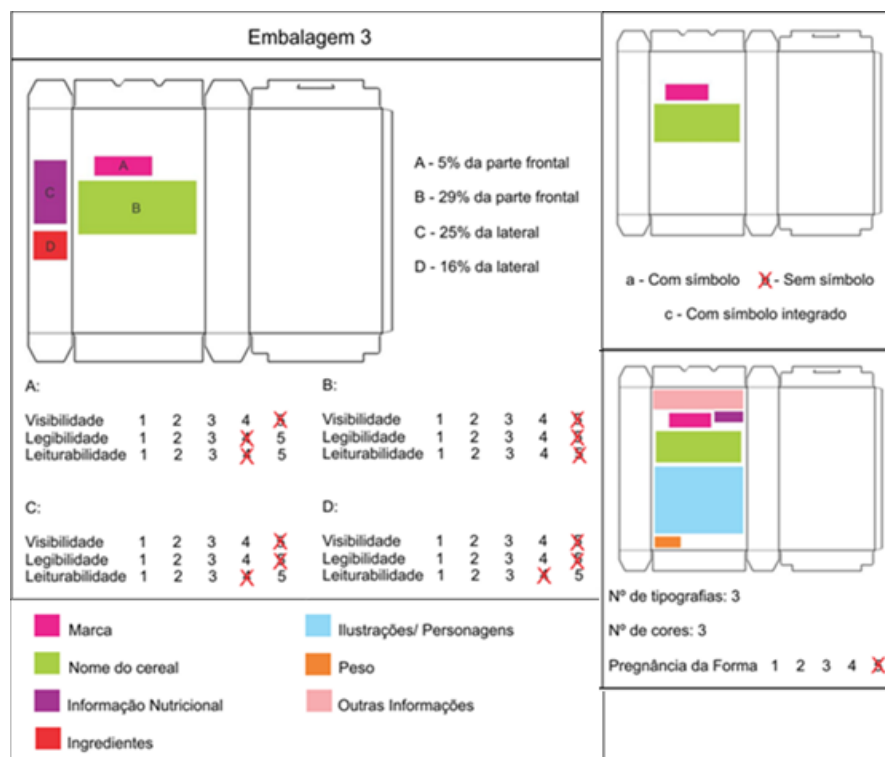 Embalagem 3
A
C
B
D
A - 5% da parte frontal
B - 29% da parte frontal
C - 25% da lateral
D - 16% da lateral
A:
Visibilidade 1 2 3 4 5
Legibilidade 1 2 3 4 5
Leiturabilidade 1 2 3 4 5
B:
Visibilidade 1 2 3 4 5
Legibilidade 1 2 3 4 5
Leiturabilidade 1 2 3 4 5
C:
Visibilidade 1 2 3 4 5
Legibilidade 1 2 3 4 5
Leiturabilidade 1 2 3 4 5
D:
Visibilidade 1 2 3 4 5
Legibilidade 1 2 3 4 5
Leiturabilidade 1 2 3 4 5
Marca
Nome do cereal
Informação Nutricional
Ingredientes
Ilustrações/ Personagens
Peso
Outras Informações
a - Com símbolo b - Sem símbolo
c - Com símbolo integrado
Nº de tipografias: 3
Nº de cores: 3
Pregnância da Forma 1 2 3 4 5